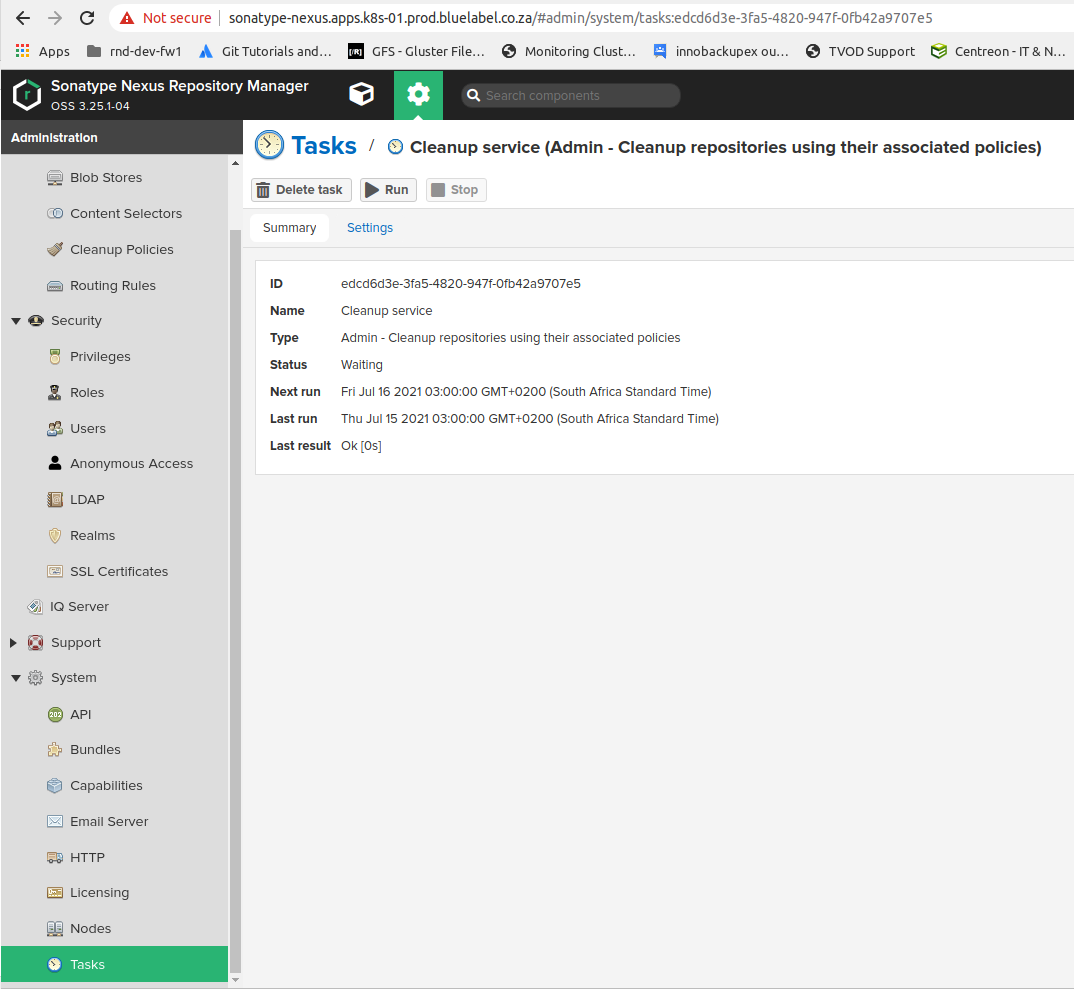 Not secure sonatype-nexus.apps.k8s-01.prod.bluelabel.co.za/#admin/system/tasks:edcd6d3e-3fa5-4820-947f-0fb42a9707e5
Apps rnd-dev-fw1 Git Tutorials and... [/R] GFS - Gluster File... Monitoring Clust... innobackupex ou... TVOD Support Centreon - IT & N...
Sonatype Nexus Repository Manager
OSS 3.25.1-04
Search components
Administration
Tasks / Cleanup service (Admin - Cleanup repositories using their associated policies)
Delete task Run Stop
Summary Settings
ID edcd6d3e-3fa5-4820-947f-0fb42a9707e5
Name Cleanup service
Type Admin - Cleanup repositories using their associated policies
Status Waiting
Next run Fri Jul 16 2021 03:00:00 GMT+0200 (South Africa Standard Time)
Last run Thu Jul 15 2021 03:00:00 GMT+0200 (South Africa Standard Time)
Last result Ok [0s]
Blob Stores
Content Selectors
Cleanup Policies
Routing Rules
Security
Privileges
Roles
Users
Anonymous Access
LDAP
Realms
SSL Certificates
IQ Server
Support
System
API
Bundles
Capabilities
Email Server
HTTP
Licensing
Nodes
Tasks